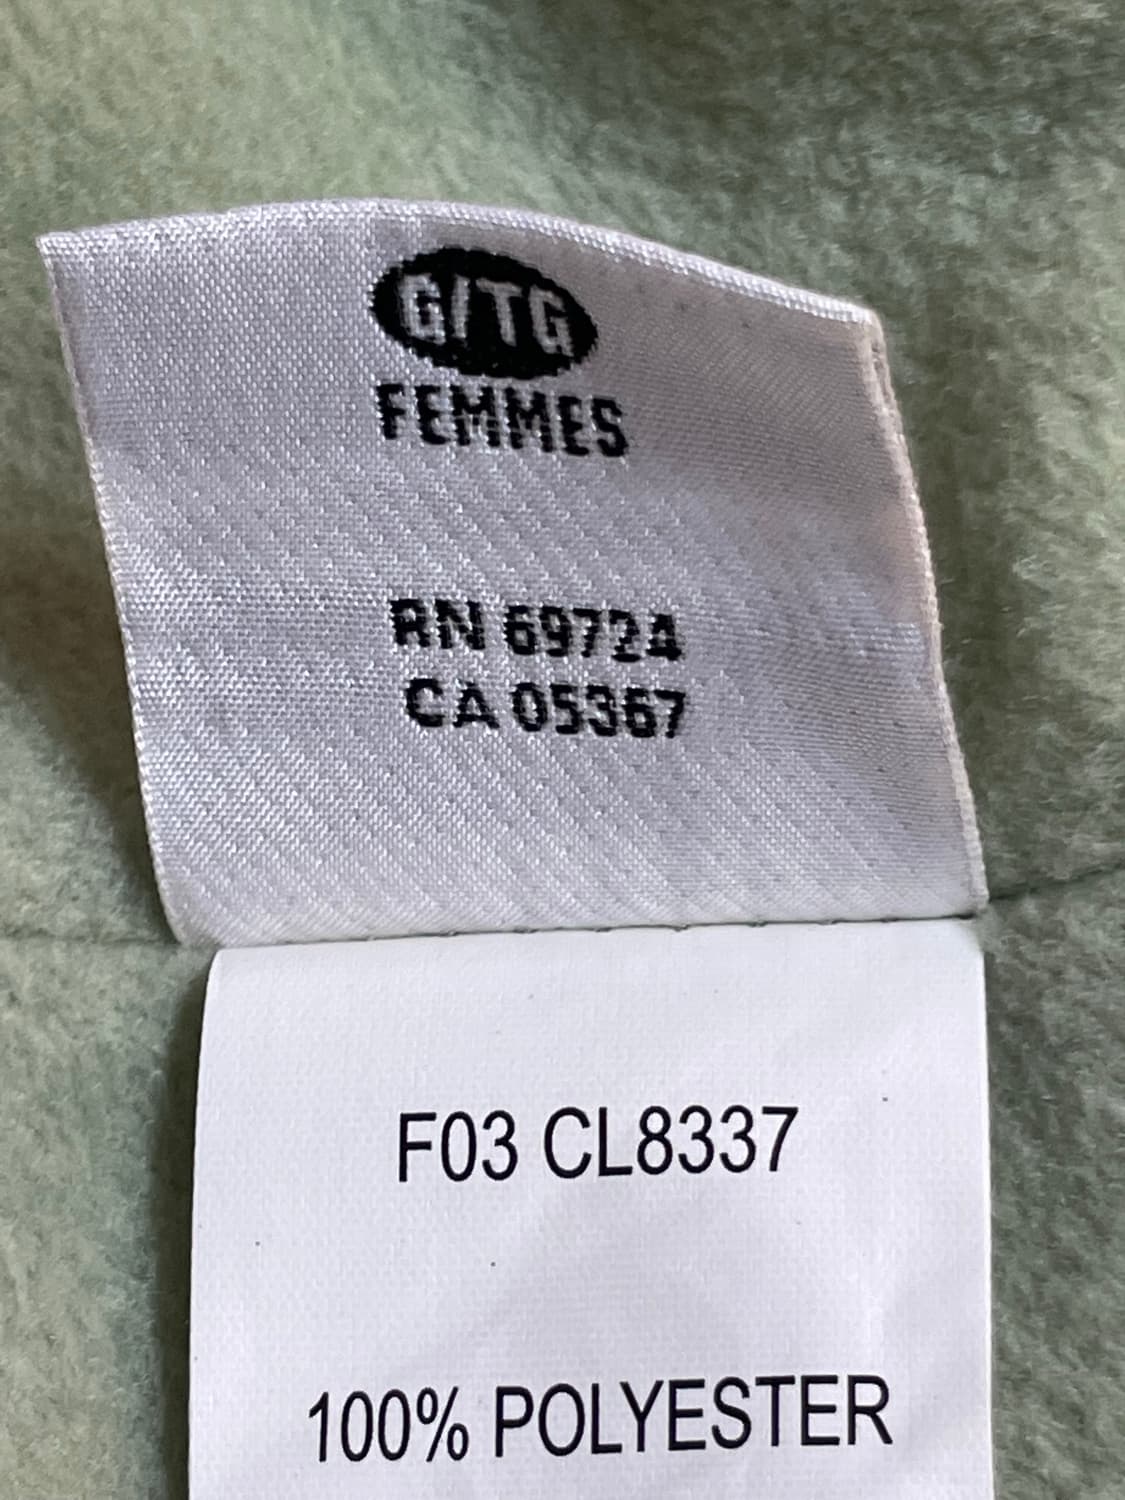 G/TG
FEMMES
RN 69724
CA 05367
F03 CL8337
100% POLYESTER